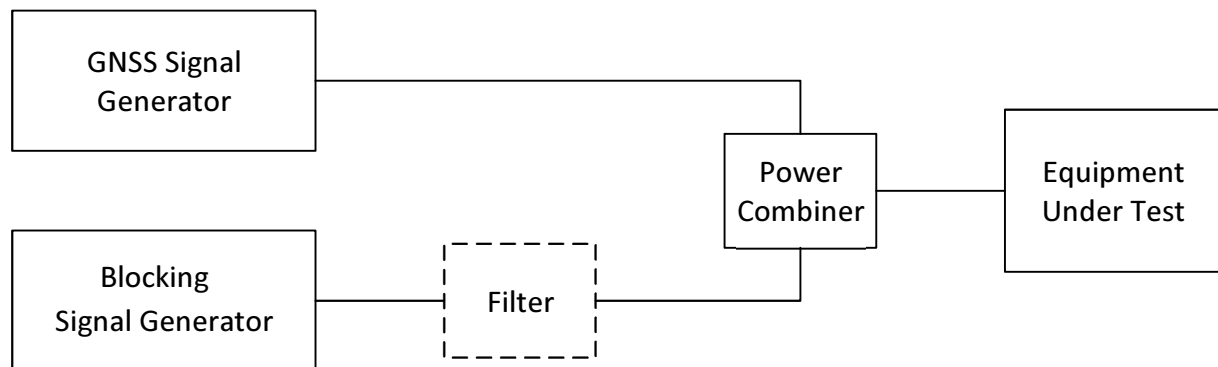 GNSS Signal
Generator
Power
Combiner
Equipment
Under Test
Blocking
Signal Generator
Filter